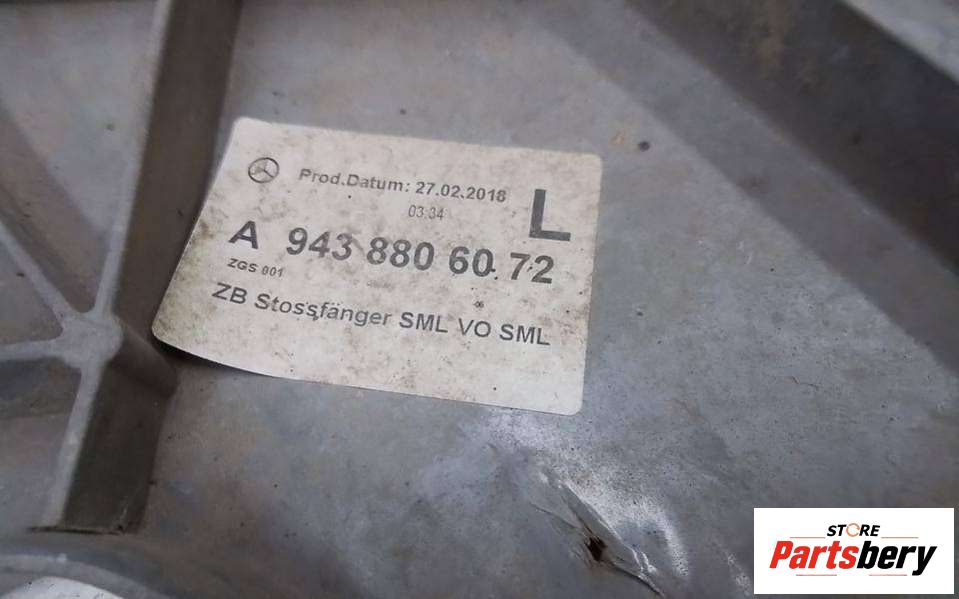 Prod.Datum: 27.02.2018
03:34
L
A 943 880 60 72
ZGS 001
ZB Stossfänger SML VO SML
STORE
Partsbery